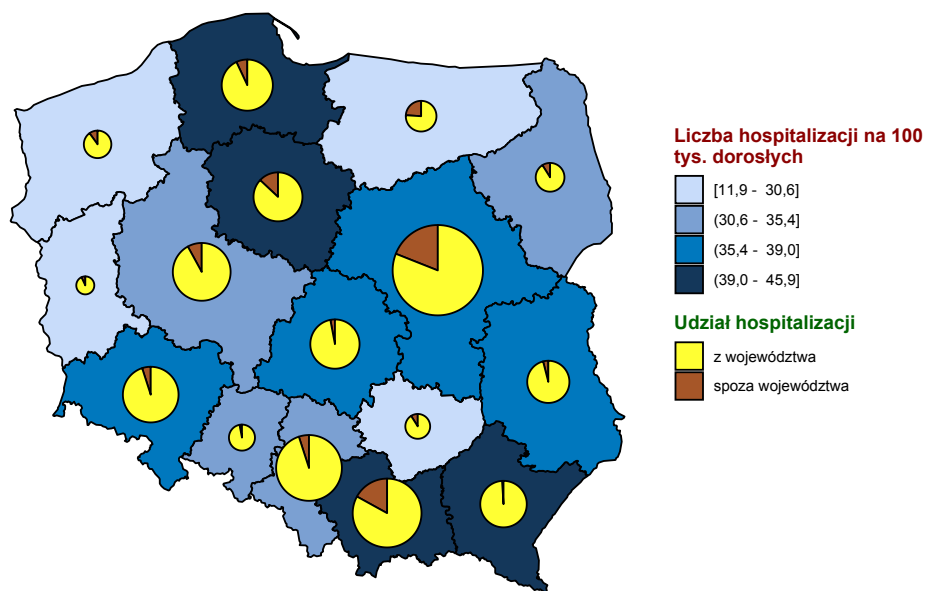 Liczba hospitalizacji na 100
tys. dorosłych
[11,9 - 30,6]
(30,6 - 35,4]
(35,4 - 39,0]
(39,0 - 45,9]
Udział hospitalizacji
z województwa
spoza województwa